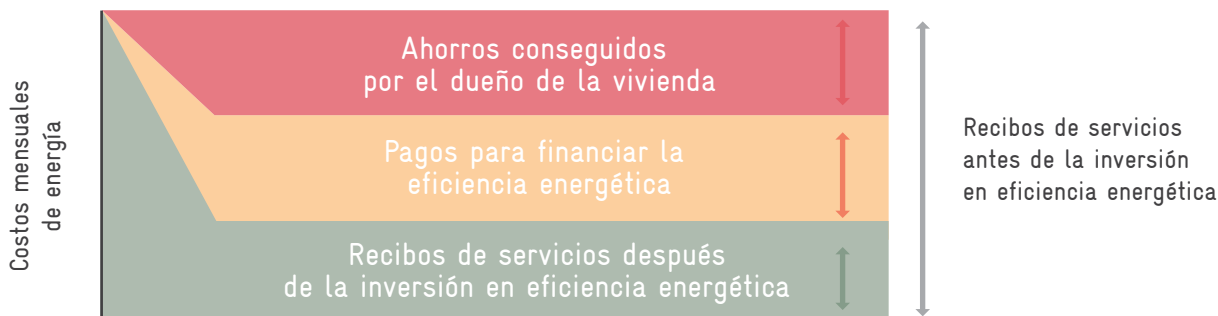 Costos mensuales
de energía
Ahorros conseguidos
por el dueño de la vivienda
Pagos para financiar la
eficiencia energética
Recibos de servicios después
de la inversión en eficiencia energética
Recibos de servicios
antes de la inversión
en eficiencia energética